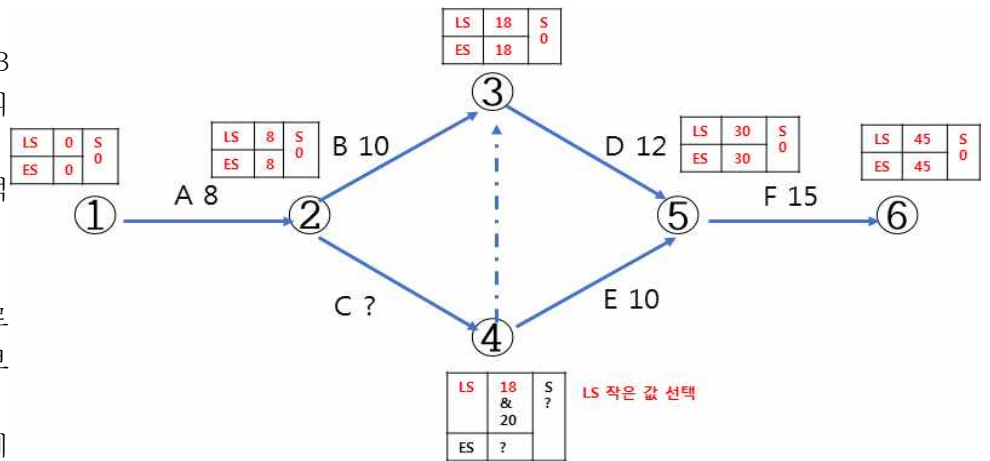 LS 18 S
ES 18 0
③
LS 0 S
ES 0 0
LS 8 S
ES 8 0
B 10
D 12
LS 30 S
ES 30 0
LS 45 S
ES 45 0
A 8
F 15
① ② ⑤ ⑥
C ?
E 10
④
LS 18 & 20 S ?
ES ?
LS 작은 값 선택